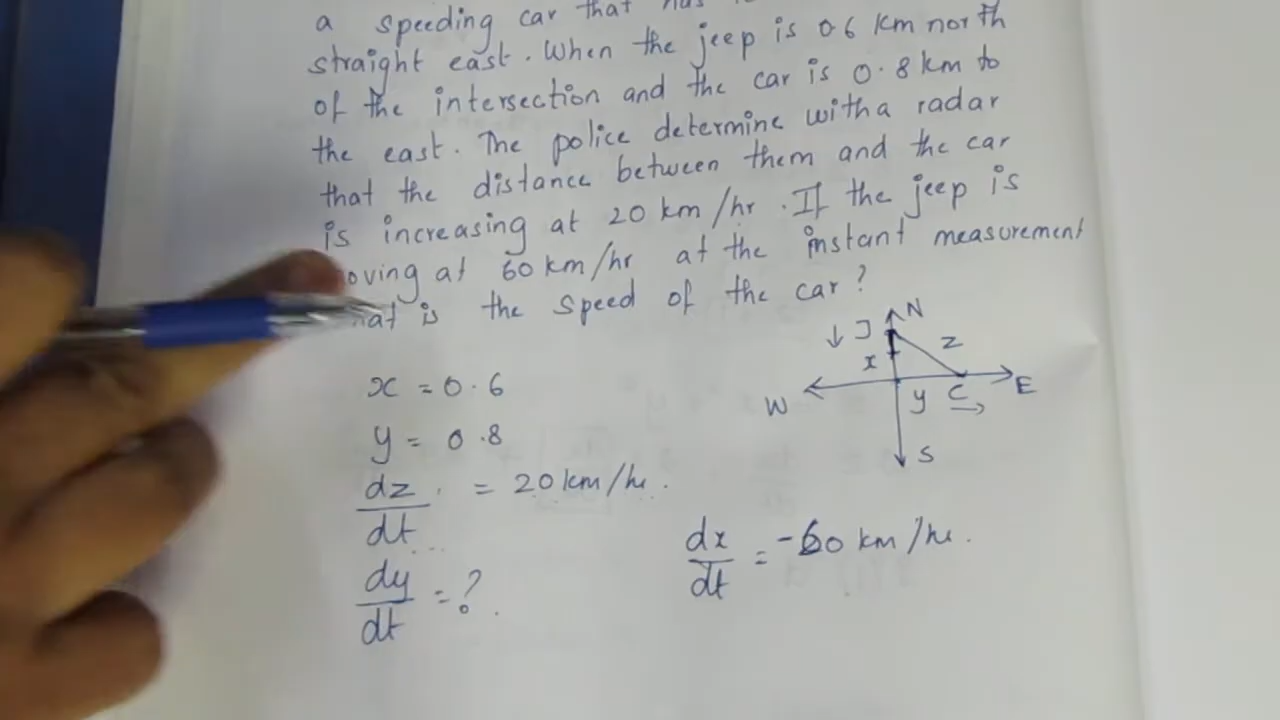 a speeding car that has
straight east. When the jeep is 0.6 km north
of the intersection and the car is 0.8 km to
the east. The police determine with a radar
that the distance between them and the car
is increasing at 20 km/hr. If the jeep is
oving at 60 km/hr at the instant measurement
hat is the speed of the car?
N
↓ J
z
x
W
y
C
→
E
S
x = 0.6
y = 0.8
dz/dt = 20 km/hr.
dx/dt = -60 km/hr.
dy/dt = ?